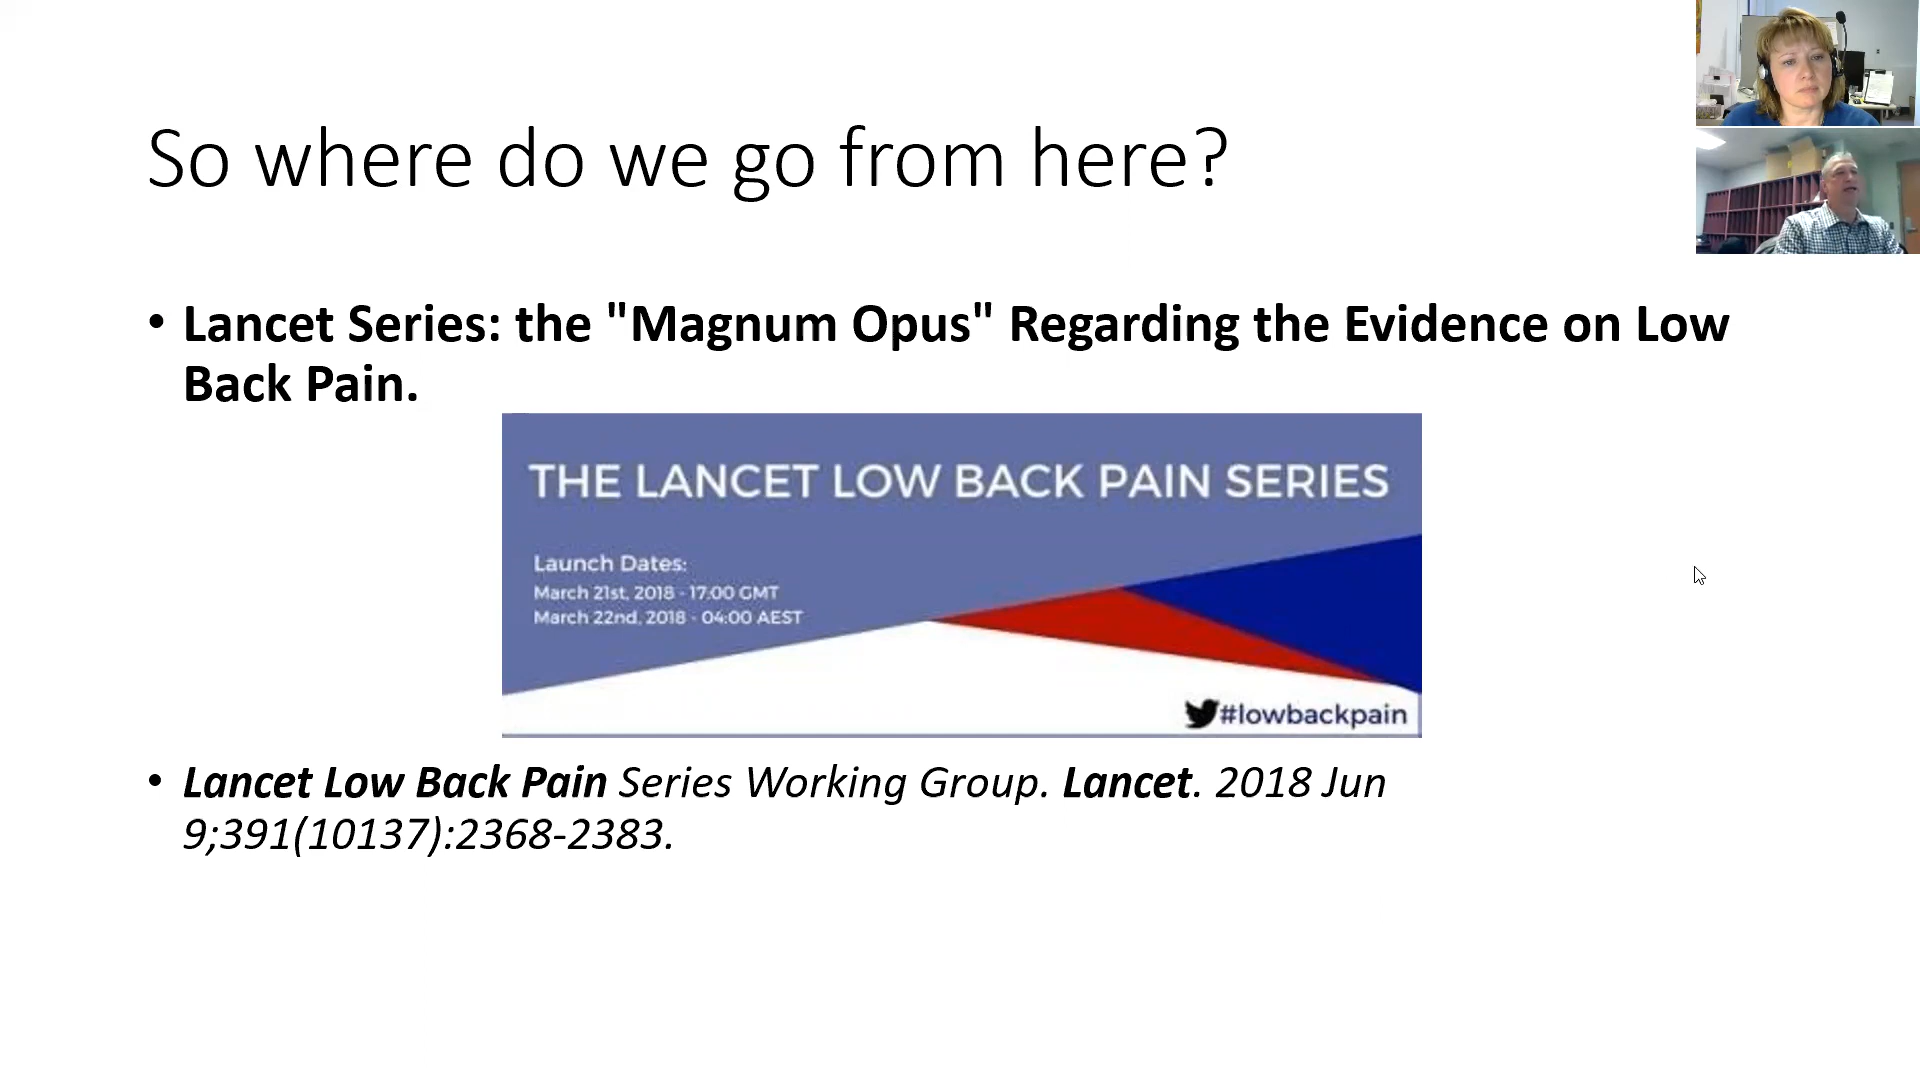 So where do we go from here?
• Lancet Series: the "Magnum Opus" Regarding the Evidence on Low
Back Pain.
THE LANCET LOW BACK PAIN SERIES
Launch Dates:
March 21st, 2018 - 17:00 GMT
March 22nd, 2018 - 04:00 AEST
#lowbackpain
• Lancet Low Back Pain Series Working Group. Lancet. 2018 Jun
9;391(10137):2368-2383.